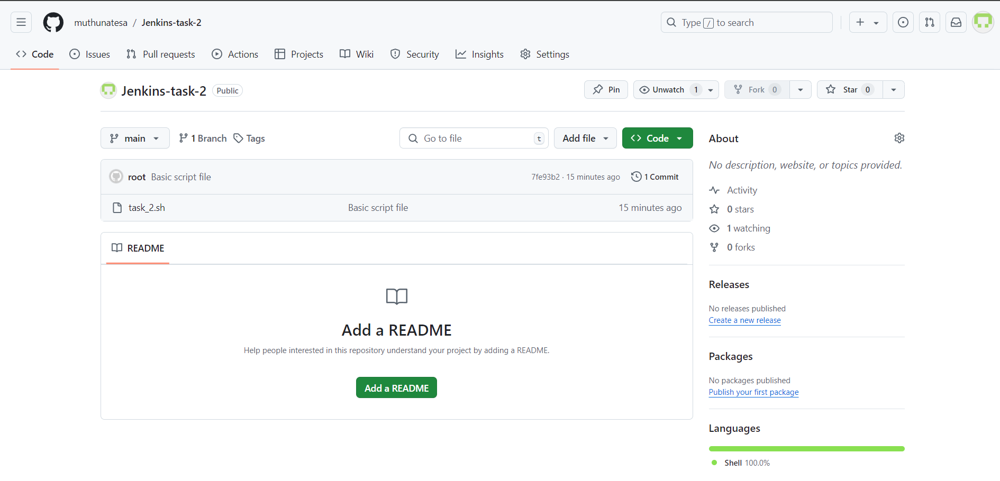 muthunatesa / Jenkins-task-2
Type / to search
Code Issues Pull requests Actions Projects Wiki Security Insights Settings
Jenkins-task-2 Public
Pin Unwatch 1 Fork 0 Star 0
main 1 Branch Tags Go to file t Add file Code
root Basic script file 7fe93b2 · 15 minutes ago 1 Commit
task_2.sh Basic script file 15 minutes ago
README
Add a README
Help people interested in this repository understand your project by adding a README.
Add a README
About
No description, website, or topics provided.
Activity
0 stars
1 watching
0 forks
Releases
No releases published
Create a new release
Packages
No packages published
Publish your first package
Languages
Shell 100.0%